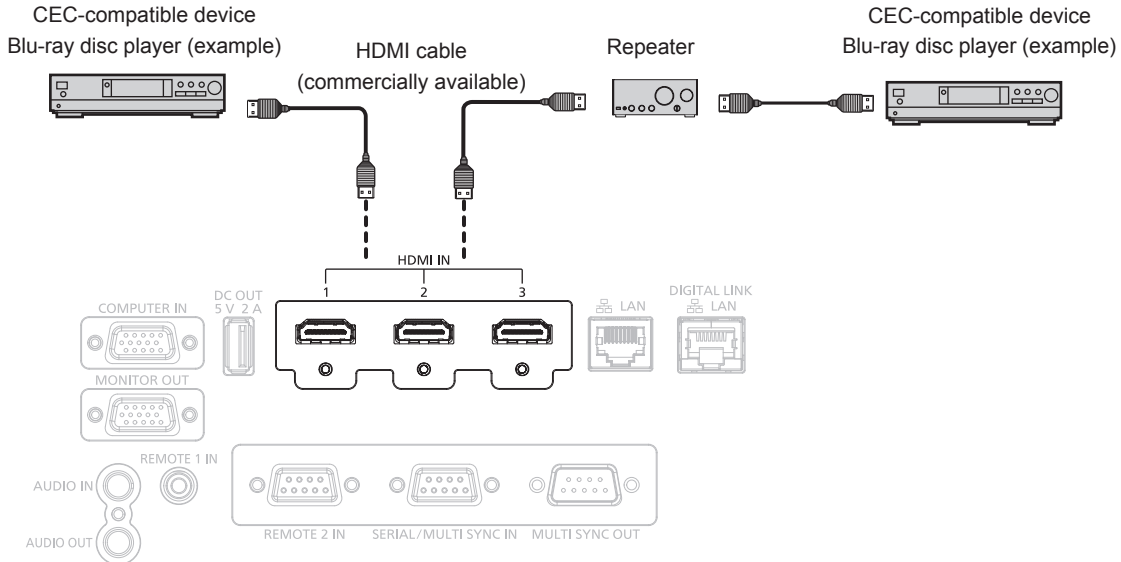 CEC-compatible device
Blu-ray disc player (example)
HDMI cable
(commercially available)
Repeater
CEC-compatible device
Blu-ray disc player (example)
HDMI IN
1 2 3
COMPUTER IN
DC OUT
5 V 2 A
LAN
DIGITAL LINK
LAN
MONITOR OUT
REMOTE 1 IN
AUDIO IN
AUDIO OUT
REMOTE 2 IN
SERIAL/MULTI SYNC IN
MULTI SYNC OUT